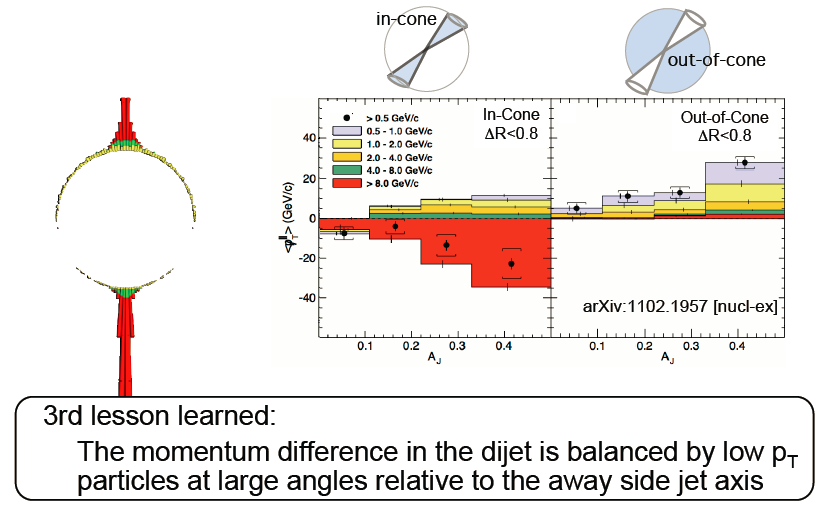 in-cone
out-of-cone
> 0.5 GeV/c
0.5 - 1.0 GeV/c
1.0 - 2.0 GeV/c
2.0 - 4.0 GeV/c
4.0 - 8.0 GeV/c
> 8.0 GeV/c
In-Cone
ΔR<0.8
Out-of-Cone
ΔR<0.8
40
20
0
-20
-40
(GeV/c)
arXiv:1102.1957 [nucl-ex]
0.1 0.2 0.3 0.4
0.1 0.2 0.3 0.4
A_J
A_J
3rd lesson learned:
The momentum difference in the dijet is balanced by low p_T
particles at large angles relative to the away side jet axis